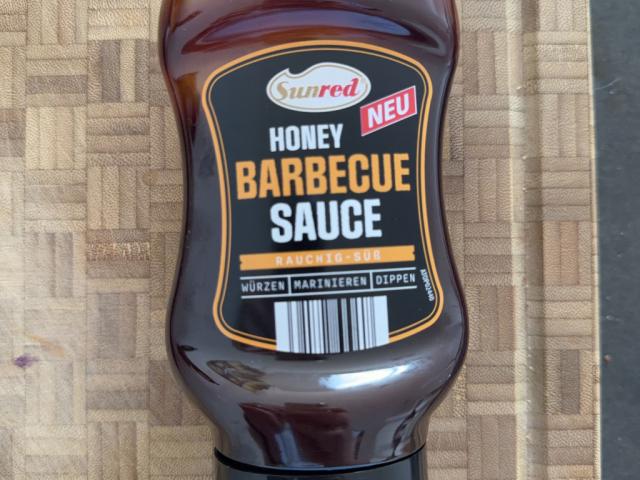 Sunred
NEU
HONEY
BARBECUE
SAUCE
RAUCHIG-SÜß
WÜRZEN MARINIEREN DIPPEN